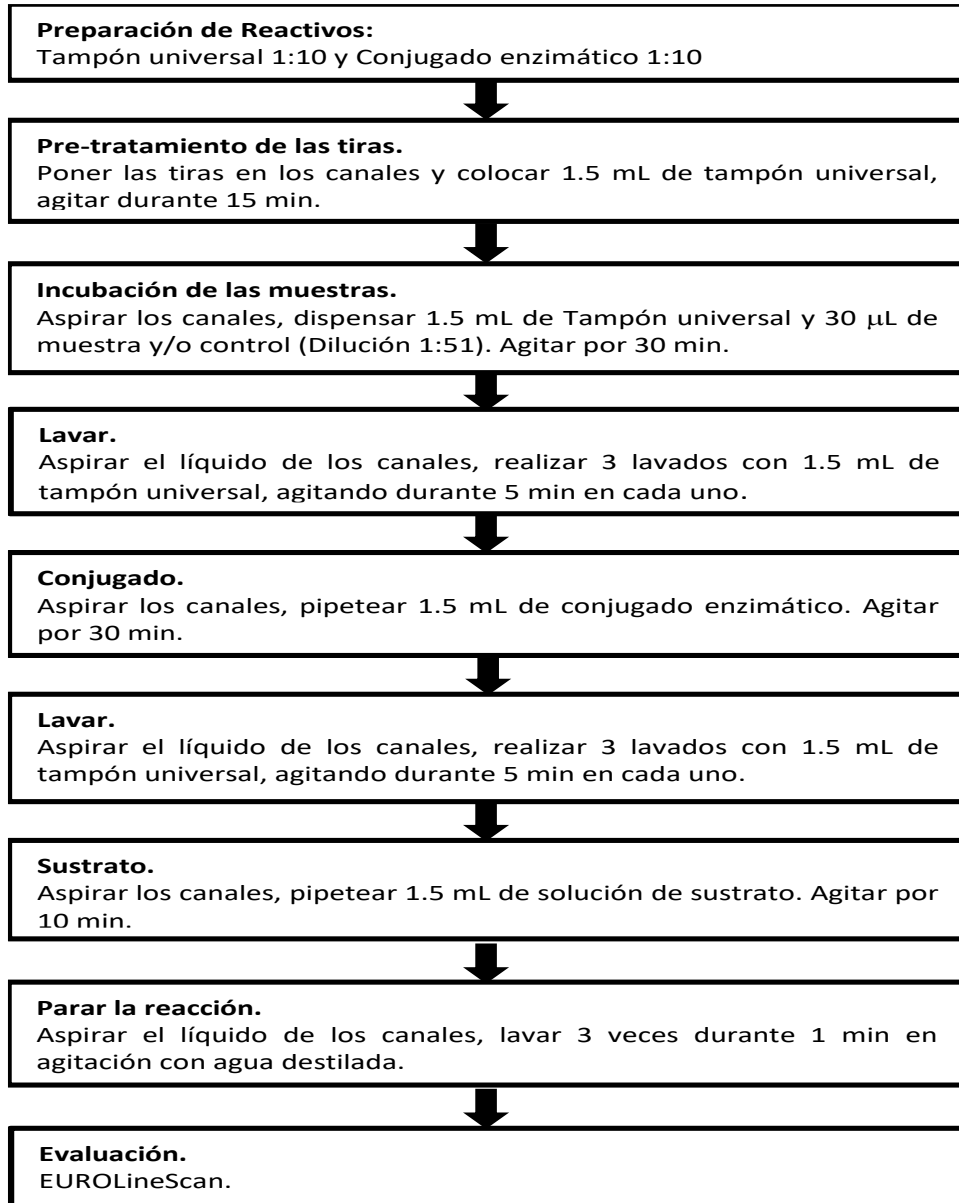 Preparación de Reactivos:
Tampón universal 1:10 y Conjugado enzimático 1:10
Pre-tratamiento de las tiras.
Poner las tiras en los canales y colocar 1.5 mL de tampón universal,
agitar durante 15 min.
Incubación de las muestras.
Aspirar los canales, dispensar 1.5 mL de Tampón universal y 30 μL de
muestra y/o control (Dilución 1:51). Agitar por 30 min.
Lavar.
Aspirar el líquido de los canales, realizar 3 lavados con 1.5 mL de
tampón universal, agitando durante 5 min en cada uno.
Conjugado.
Aspirar los canales, pipetear 1.5 mL de conjugado enzimático. Agitar
por 30 min.
Lavar.
Aspirar el líquido de los canales, realizar 3 lavados con 1.5 mL de
tampón universal, agitando durante 5 min en cada uno.
Sustrato.
Aspirar los canales, pipetear 1.5 mL de solución de sustrato. Agitar por
10 min.
Parar la reacción.
Aspirar el líquido de los canales, lavar 3 veces durante 1 min en
agitación con agua destilada.
Evaluación.
EUROLineScan.